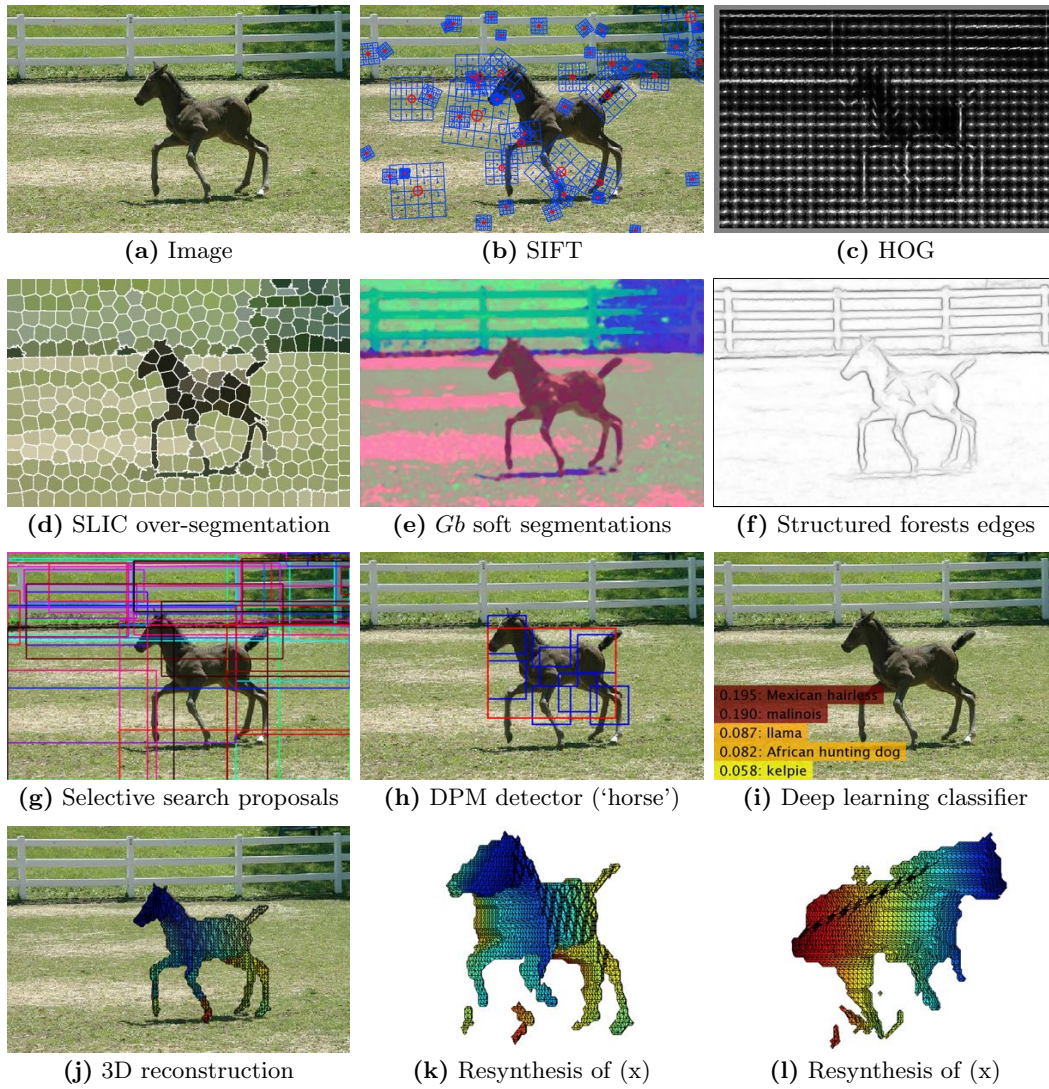 (a) Image
(b) SIFT
(c) HOG
(d) SLIC over-segmentation
(e) Gb soft segmentations
(f) Structured forests edges
0.195: Mexican hairless
0.190: malinois
0.087: llama
0.082: African hunting dog
0.058: kelpie
(g) Selective search proposals
(h) DPM detector (‘horse’)
(i) Deep learning classifier
(j) 3D reconstruction
(k) Resynthesis of (x)
(l) Resynthesis of (x)